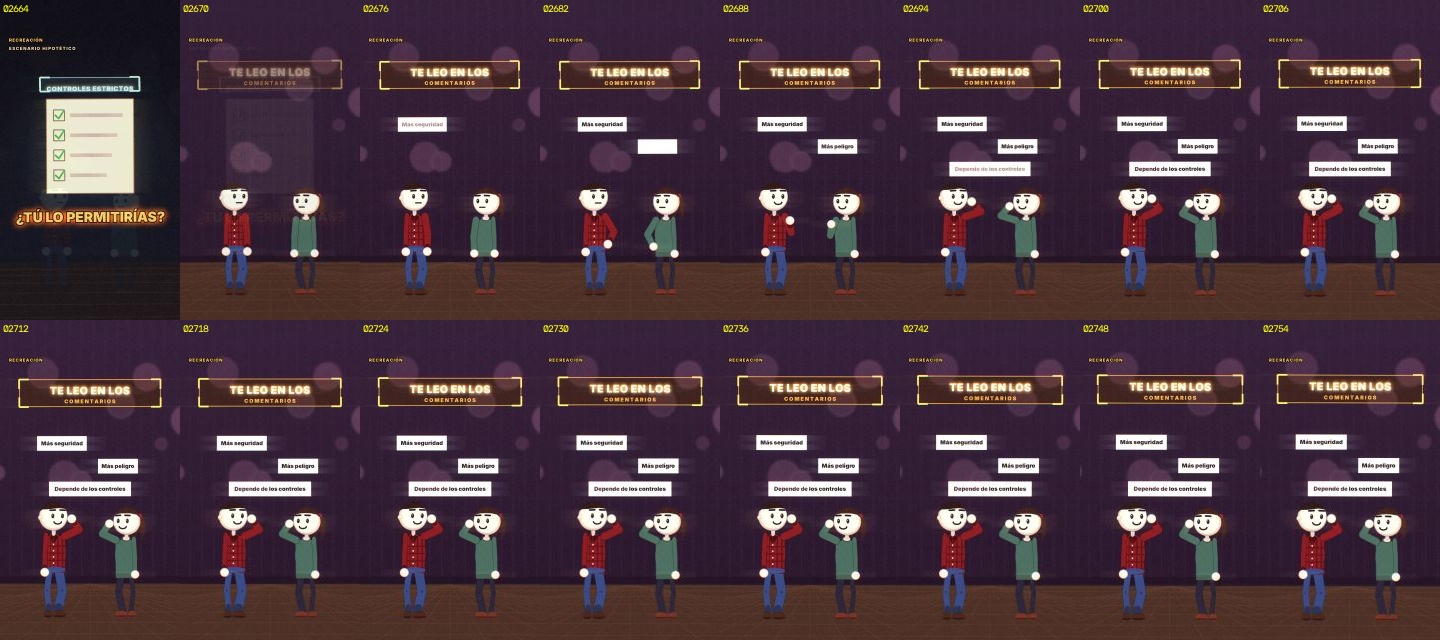 02664
RECREACIÓN
ESCENARIO HIPOTÉTICO
CONTROLES ESTRICTOS
¿TÚ LO PERMITIRÍAS?
02670
RECREACIÓN
TE LEO EN LOS
COMENTARIOS
¿TÚ LO PERMITIRÍAS?
02676
RECREACIÓN
TE LEO EN LOS
COMENTARIOS
Más seguridad
02682
RECREACIÓN
TE LEO EN LOS
COMENTARIOS
Más seguridad
02688
RECREACIÓN
TE LEO EN LOS
COMENTARIOS
Más seguridad
Más peligro
02694
RECREACIÓN
TE LEO EN LOS
COMENTARIOS
Más seguridad
Más peligro
Depende de los controles
02700
RECREACIÓN
TE LEO EN LOS
COMENTARIOS
Más seguridad
Más peligro
Depende de los controles
02706
RECREACIÓN
TE LEO EN LOS
COMENTARIOS
Más seguridad
Más peligro
Depende de los controles
02712
RECREACIÓN
TE LEO EN LOS
COMENTARIOS
Más seguridad
Más peligro
Depende de los controles
02718
RECREACIÓN
TE LEO EN LOS
COMENTARIOS
Más seguridad
Más peligro
Depende de los controles
02724
RECREACIÓN
TE LEO EN LOS
COMENTARIOS
Más seguridad
Más peligro
Depende de los controles
02730
RECREACIÓN
TE LEO EN LOS
COMENTARIOS
Más seguridad
Más peligro
Depende de los controles
02736
RECREACIÓN
TE LEO EN LOS
COMENTARIOS
Más seguridad
Más peligro
Depende de los controles
02742
RECREACIÓN
TE LEO EN LOS
COMENTARIOS
Más seguridad
Más peligro
Depende de los controles
02748
RECREACIÓN
TE LEO EN LOS
COMENTARIOS
Más seguridad
Más peligro
Depende de los controles
02754
RECREACIÓN
TE LEO EN LOS
COMENTARIOS
Más seguridad
Más peligro
Depende de los controles